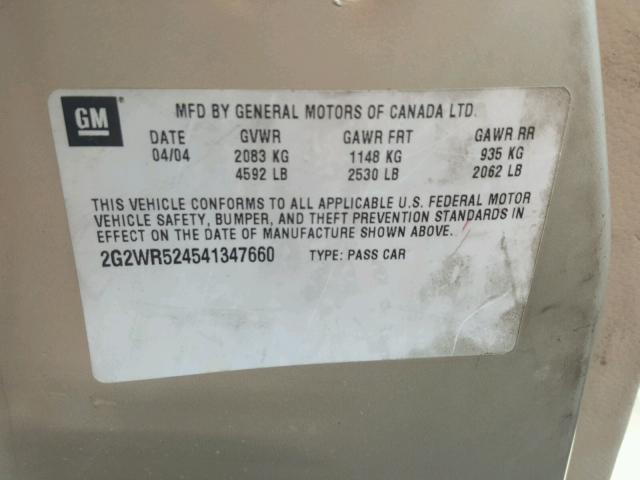 GM
MFD BY GENERAL MOTORS OF CANADA LTD.
DATE GVWR GAWR FRT GAWR RR
04/04 2083 KG 1148 KG 935 KG
4592 LB 2530 LB 2062 LB
THIS VEHICLE CONFORMS TO ALL APPLICABLE U.S. FEDERAL MOTOR
VEHICLE SAFETY, BUMPER, AND THEFT PREVENTION STANDARDS IN
EFFECT ON THE DATE OF MANUFACTURE SHOWN ABOVE.
2G2WR524541347660 TYPE: PASS CAR